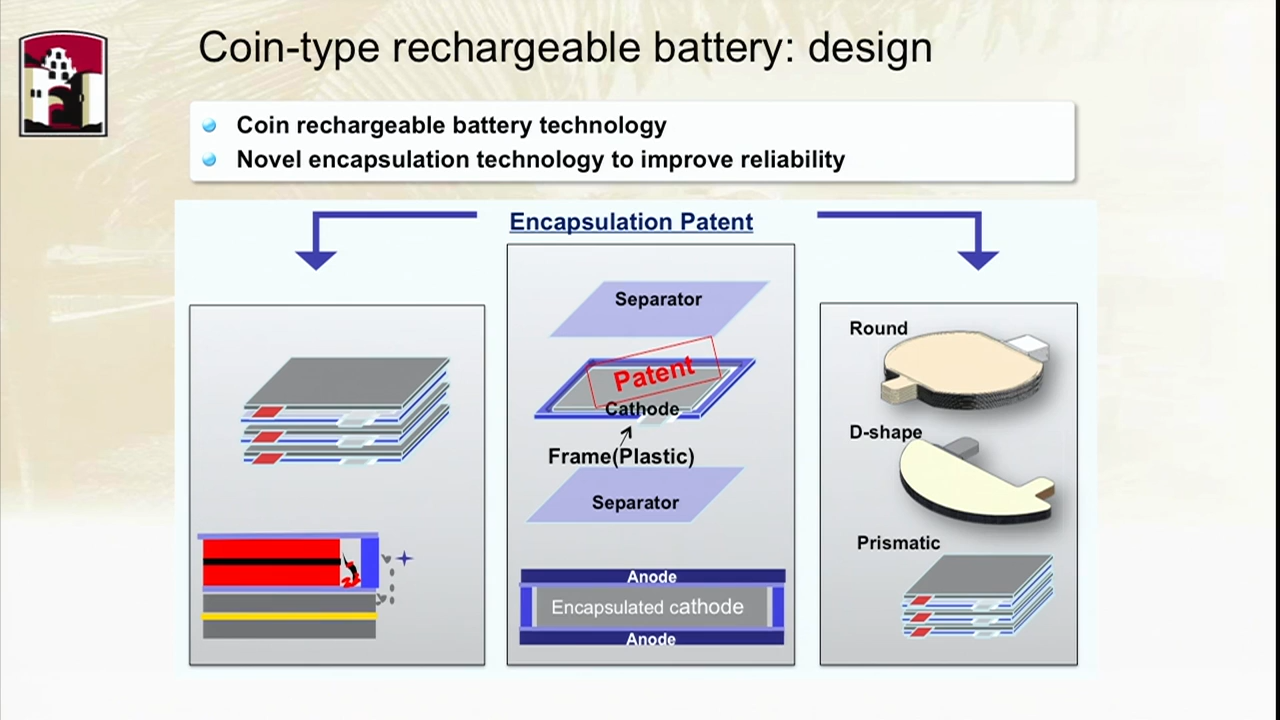 Coin-type rechargeable battery: design
Coin rechargeable battery technology
Novel encapsulation technology to improve reliability
Encapsulation Patent
Separator
Patent
Cathode
Frame(Plastic)
Separator
Anode
Encapsulated cathode
Anode
Round
D-shape
Prismatic